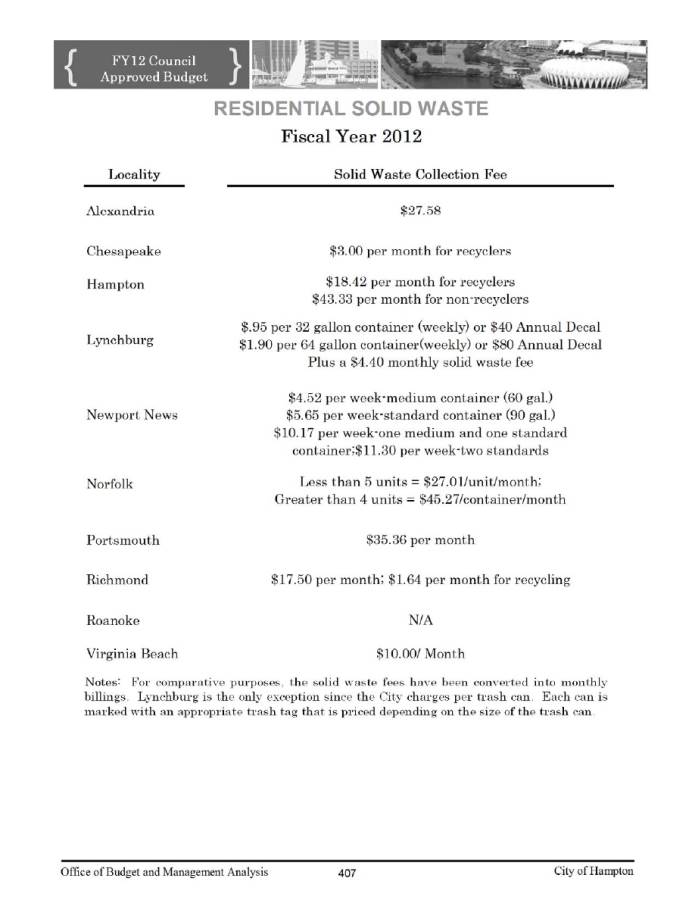 FY12 Council
Approved Budget
RESIDENTIAL SOLID WASTE
Fiscal Year 2012
Locality Solid Waste Collection Fee
Alexandria $27.58
Chesapeake $3.00 per month for recyclers
Hampton $18.42 per month for recyclers
$43.33 per month for non-recyclers
Lynchburg $.95 per 32 gallon container (weekly) or $40 Annual Decal
$1.90 per 64 gallon container(weekly) or $80 Annual Decal
Plus a $4.40 monthly solid waste fee
Newport News $4.52 per week-medium container (60 gal.)
$5.65 per week-standard container (90 gal.)
$10.17 per week-one medium and one standard
container;$11.30 per week-two standards
Norfolk Less than 5 units = $27.01/unit/month;
Greater than 4 units = $45.27/container/month
Portsmouth $35.36 per month
Richmond $17.50 per month; $1.64 per month for recycling
Roanoke N/A
Virginia Beach $10.00/ Month
Notes: For comparative purposes, the solid waste fees have been converted into monthly
billings. Lynchburg is the only exception since the City charges per trash can. Each can is
marked with an appropriate trash tag that is priced depending on the size of the trash can.
Office of Budget and Management Analysis 407 City of Hampton